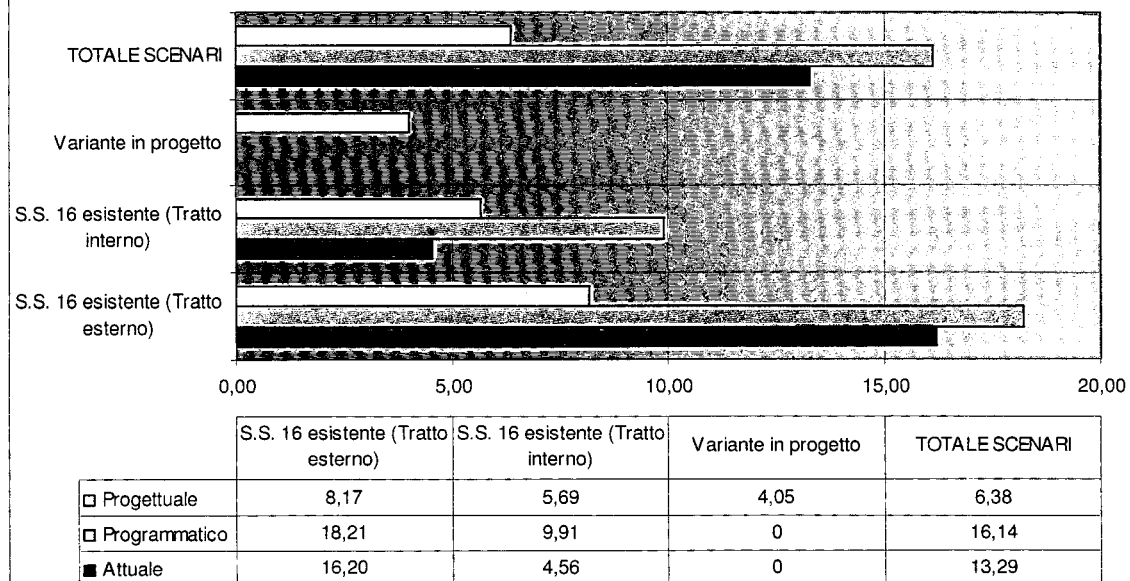 TOTALE SCENARI
Variante in progetto
S.S. 16 esistente (Tratto
interno)
S.S. 16 esistente (Tratto
esterno)
0,00 5,00 10,00 15,00 20,00
S.S. 16 esistente (Tratto esterno) S.S. 16 esistente (Tratto interno) Variante in progetto TOTALE SCENARI
Progettuale 8,17 5,69 4,05 6,38
Programmatico 18,21 9,91 0 16,14
Attuale 16,20 4,56 0 13,29